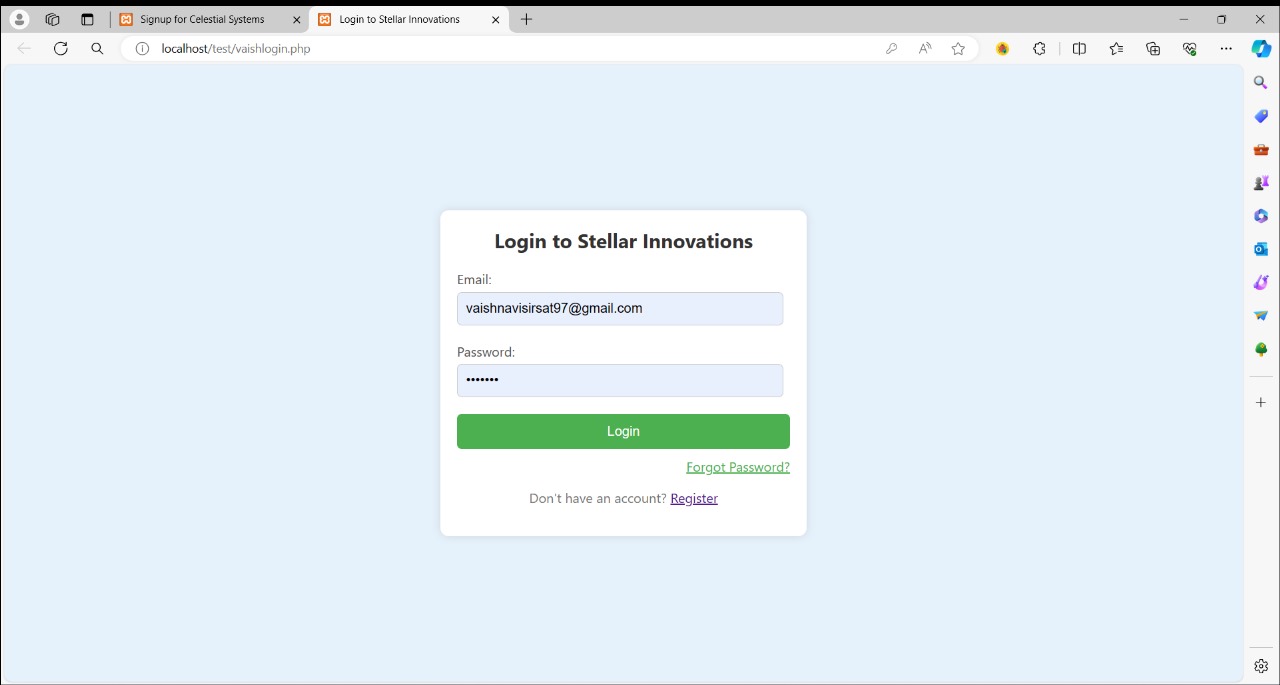 Signup for Celestial Systems
Login to Stellar Innovations
localhost/test/vaishlogin.php
Login to Stellar Innovations
Email:
vaishnavisirsat97@gmail.com
Password:
•••••••
Login
Forgot Password?
Don't have an account? Register